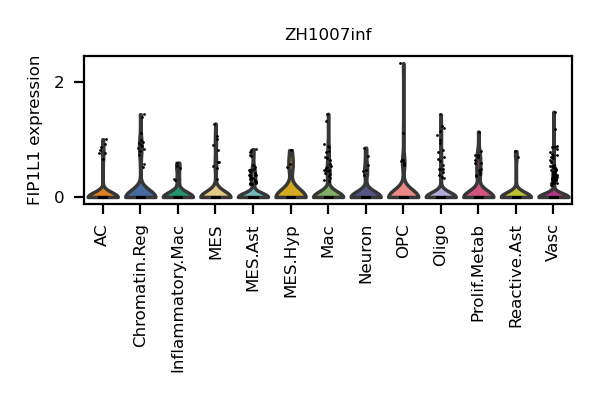 ZH1007inf
FIP1L1 expression
2
0
AC
Chromatin.Reg
Inflammatory.Mac
MES
MES.Ast
MES.Hyp
Mac
Neuron
OPC
Oligo
Prolif.Metab
Reactive.Ast
Vasc